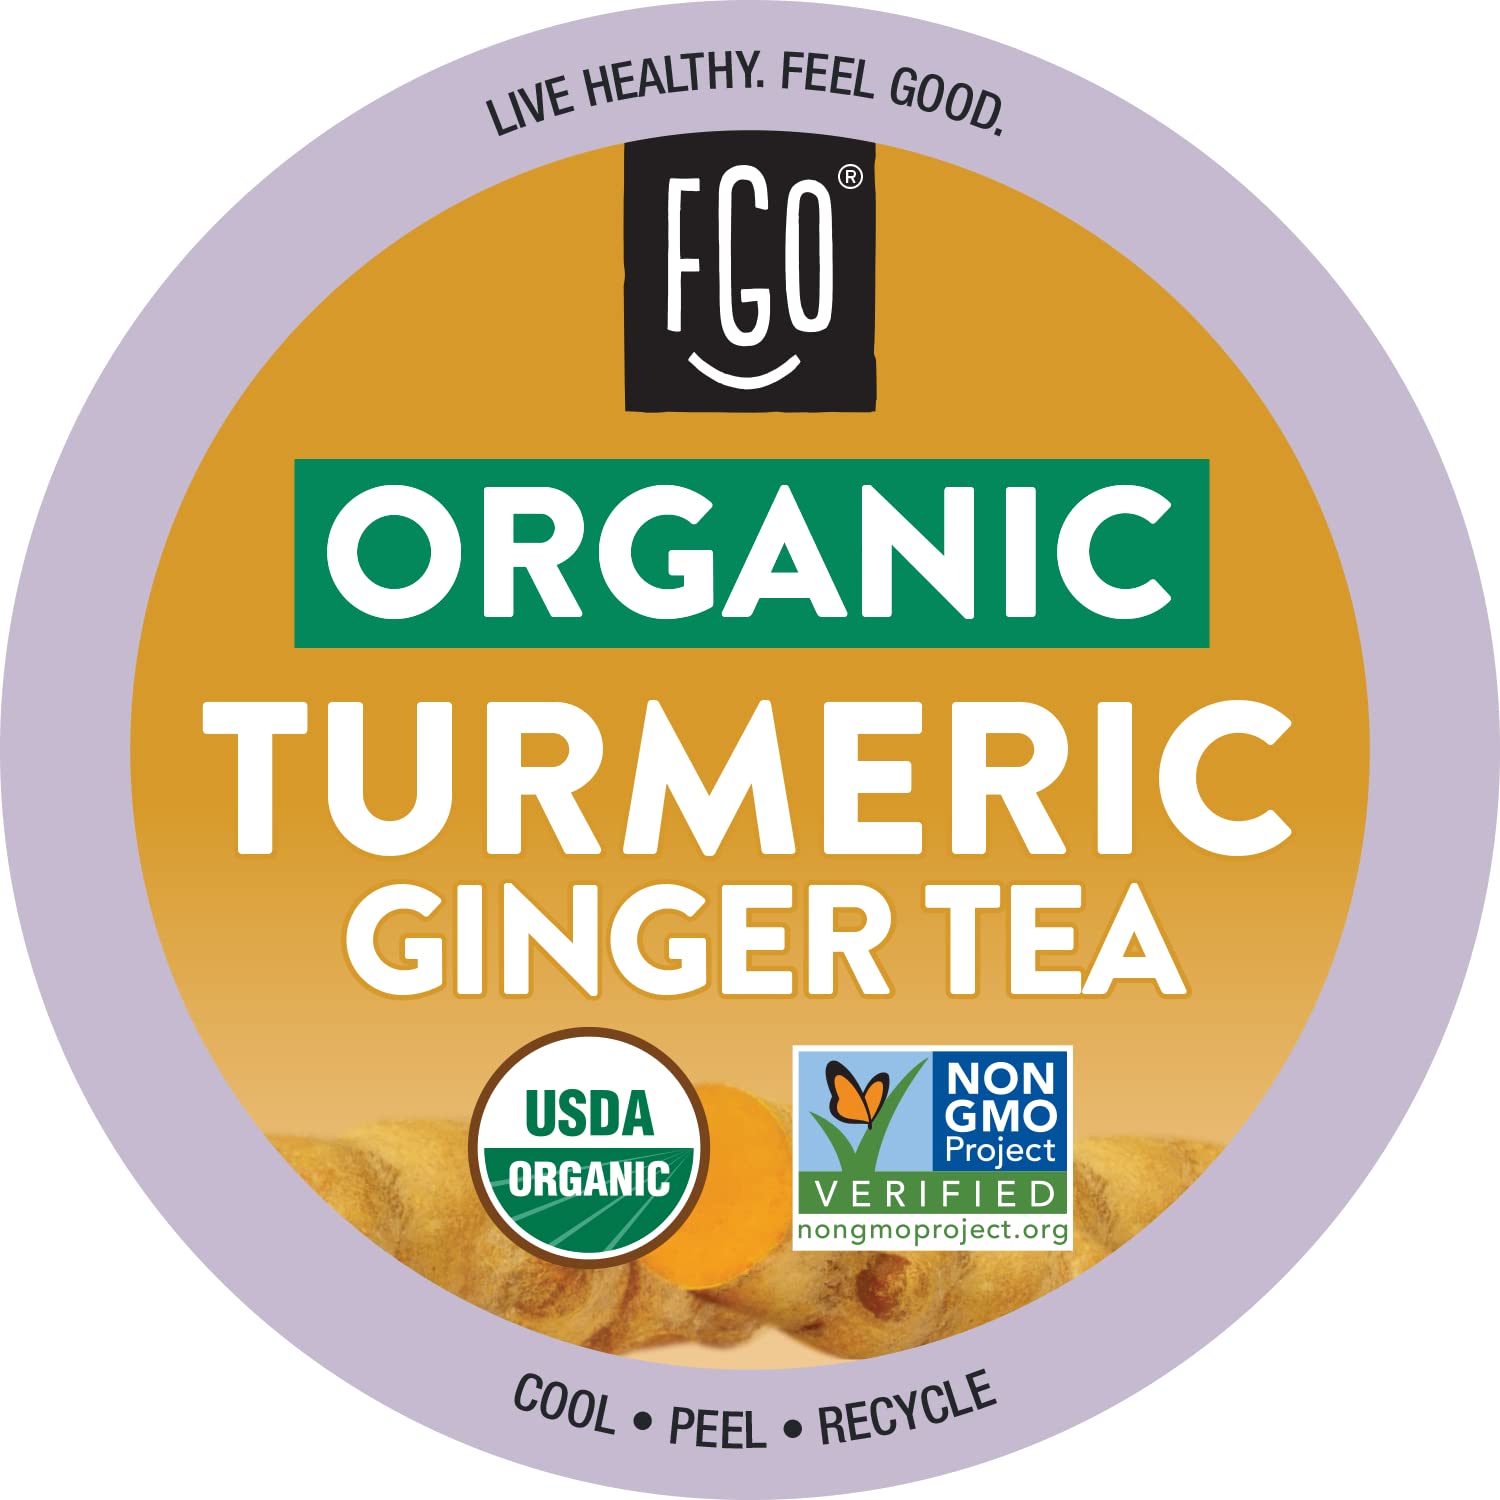 LIVE HEALTHY. FEEL GOOD.
FGO®
ORGANIC
TURMERIC
GINGER TEA
USDA
ORGANIC
NON
GMO
Project
VERIFIED
nongmoproject.org
COOL • PEEL • RECYCLE